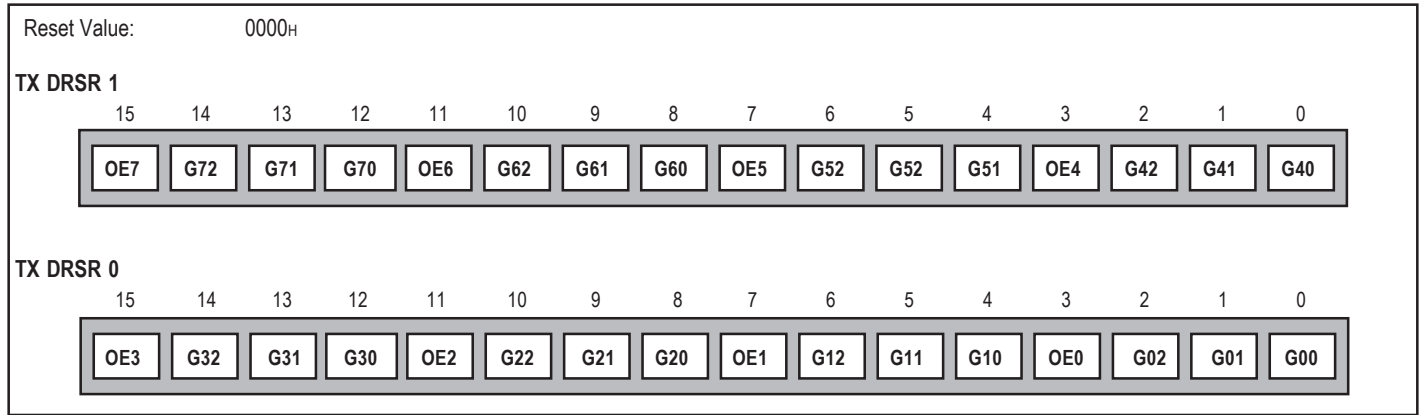 Reset Value: 0000H
TX DRSR 1
15 14 13 12 11 10 9 8 7 6 5 4 3 2 1 0
OE7 G72 G71 G70 OE6 G62 G61 G60 OE5 G52 G52 G51 OE4 G42 G41 G40
TX DRSR 0
15 14 13 12 11 10 9 8 7 6 5 4 3 2 1 0
OE3 G32 G31 G30 OE2 G22 G21 G20 OE1 G12 G11 G10 OE0 G02 G01 G00